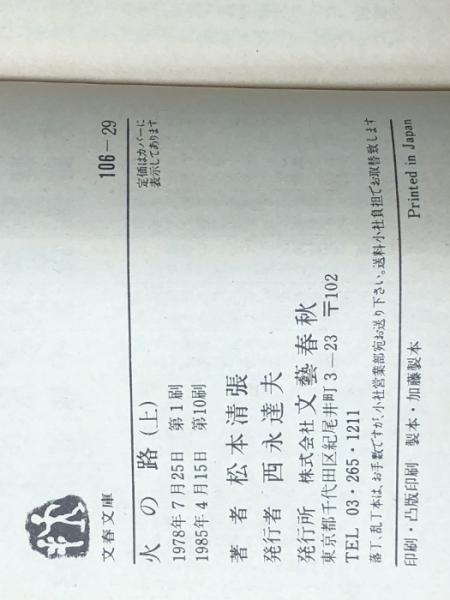 文春文庫
106—29
定価はカバーに
表示してあります
火の路(上)
1978年7月25日 第1刷
1985年4月15日 第10刷
著者 松本清張
発行者 西永達夫
発行所 株式会社 文藝春秋
東京都千代田区紀尾井町3—23 〒102
TEL 03・265・1211
落丁、乱丁本は、お手数ですが、小社営業部宛お送り下さい。送料小社負担でお取替致します
印刷・凸版印刷 製本・加藤製本
Printed in Japan